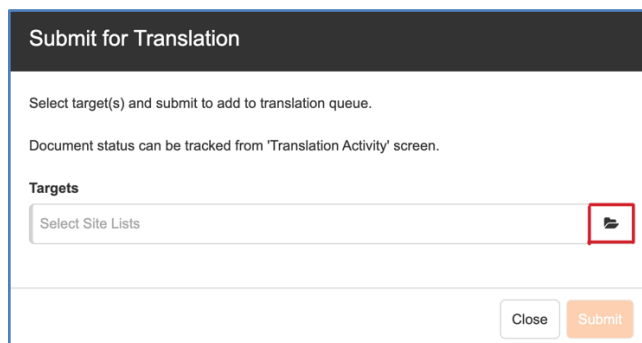 Submit for Translation
Select target(s) and submit to add to translation queue.
Document status can be tracked from 'Translation Activity' screen.
Targets
Select Site Lists
Close Submit